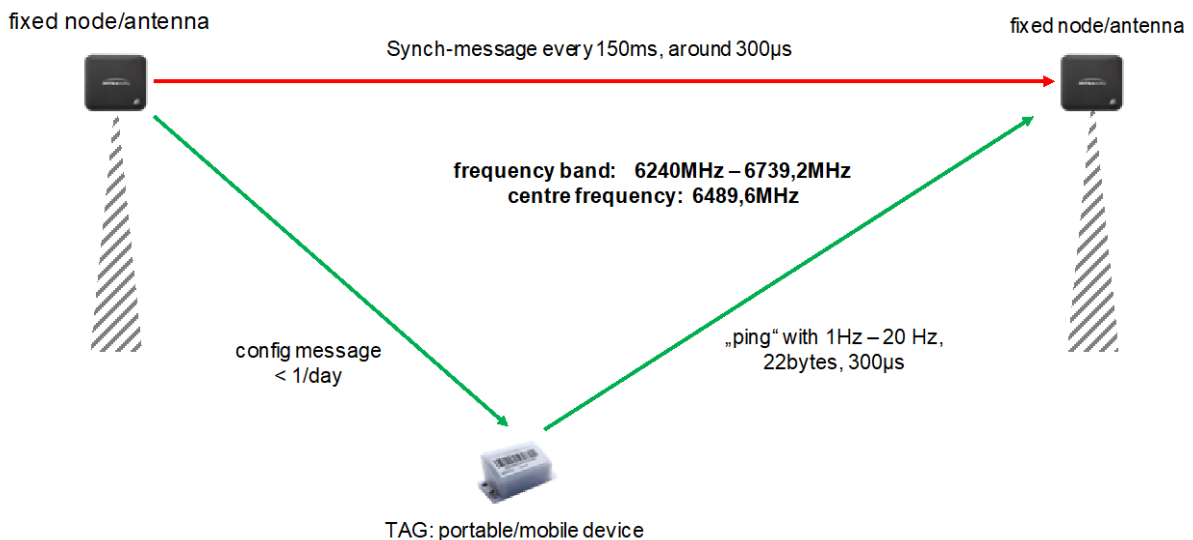 fixed node/antenna
fixed node/antenna
Synch-message every 150ms, around 300µs
frequency band: 6240MHz – 6739,2MHz
centre frequency: 6489,6MHz
config message
< 1/day
„ping“ with 1Hz – 20 Hz,
22bytes, 300µs
TAG: portable/mobile device